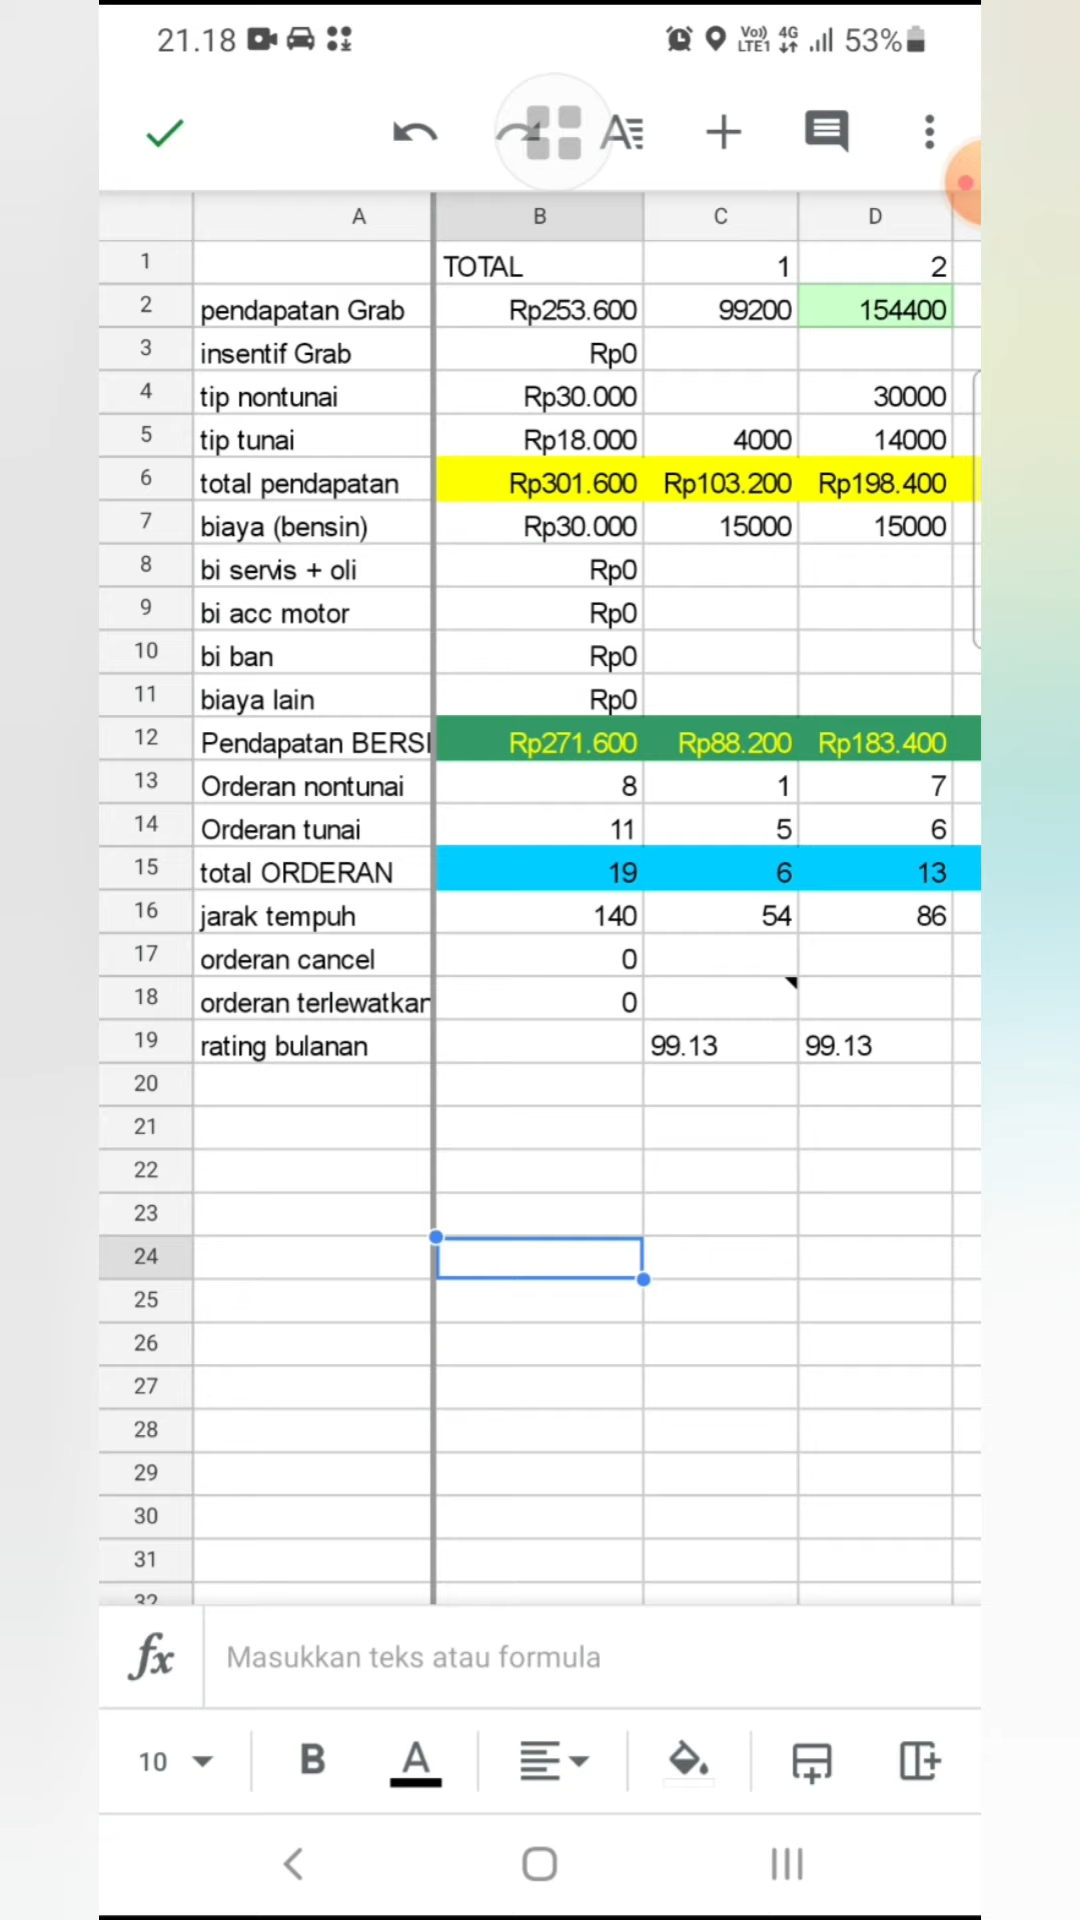 21.18 Vo)) LTE1 4G 53%
A B C D
1 TOTAL 1 2
2 pendapatan Grab Rp253.600 99200 154400
3 insentif Grab Rp0
4 tip nontunai Rp30.000 30000
5 tip tunai Rp18.000 4000 14000
6 total pendapatan Rp301.600 Rp103.200 Rp198.400
7 biaya (bensin) Rp30.000 15000 15000
8 bi servis + oli Rp0
9 bi acc motor Rp0
10 bi ban Rp0
11 biaya lain Rp0
12 Pendapatan BERSI Rp271.600 Rp88.200 Rp183.400
13 Orderan nontunai 8 1 7
14 Orderan tunai 11 5 6
15 total ORDERAN 19 6 13
16 jarak tempuh 140 54 86
17 orderan cancel 0
18 orderan terlewatkan 0
19 rating bulanan 99.13 99.13
20
21
22
23
24
25
26
27
28
29
30
31
32
fx Masukkan teks atau formula
10 B A